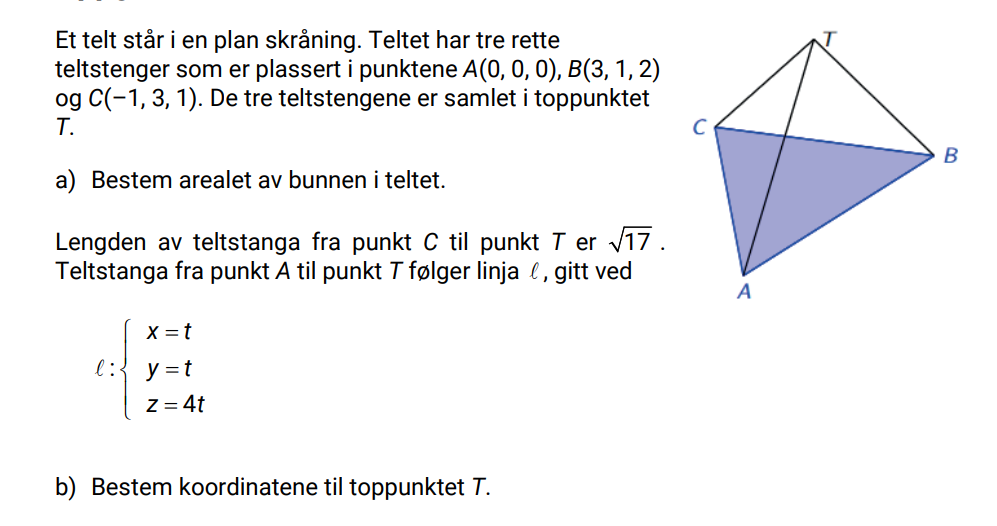 Et telt står i en plan skråning. Teltet har tre rette
teltstenger som er plassert i punktene A(0, 0, 0), B(3, 1, 2)
og C(−1, 3, 1). De tre teltstengene er samlet i toppunktet
T.
a) Bestem arealet av bunnen i teltet.
Lengden av teltstanga fra punkt C til punkt T er √17 .
Teltstanga fra punkt A til punkt T følger linja ℓ, gitt ved
ℓ: { x = t
y = t
z = 4t
b) Bestem koordinatene til toppunktet T.
T
C
B
A